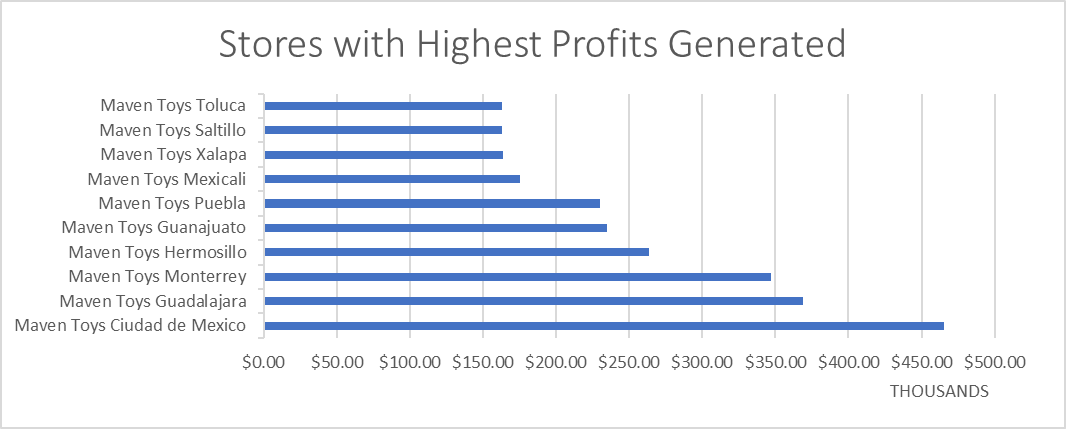 Stores with Highest Profits Generated
Maven Toys Toluca
Maven Toys Saltillo
Maven Toys Xalapa
Maven Toys Mexicali
Maven Toys Puebla
Maven Toys Guanajuato
Maven Toys Hermosillo
Maven Toys Monterrey
Maven Toys Guadalajara
Maven Toys Ciudad de Mexico
$0.00 $50.00 $100.00 $150.00 $200.00 $250.00 $300.00 $350.00 $400.00 $450.00 $500.00
THOUSANDS